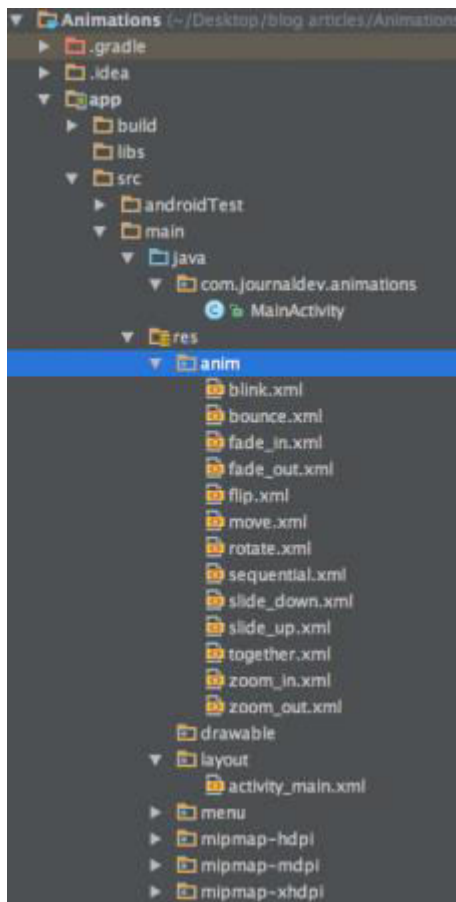 Animations (~/Desktop/blog articles/Animations
.gradle
.idea
app
build
libs
src
androidTest
main
java
com.journaldev.animations
MainActivity
res
anim
blink.xml
bounce.xml
fade_in.xml
fade_out.xml
flip.xml
move.xml
rotate.xml
sequential.xml
slide_down.xml
slide_up.xml
together.xml
zoom_in.xml
zoom_out.xml
drawable
layout
activity_main.xml
menu
mipmap-hdpi
mipmap-mdpi
mipmap-xhdpi